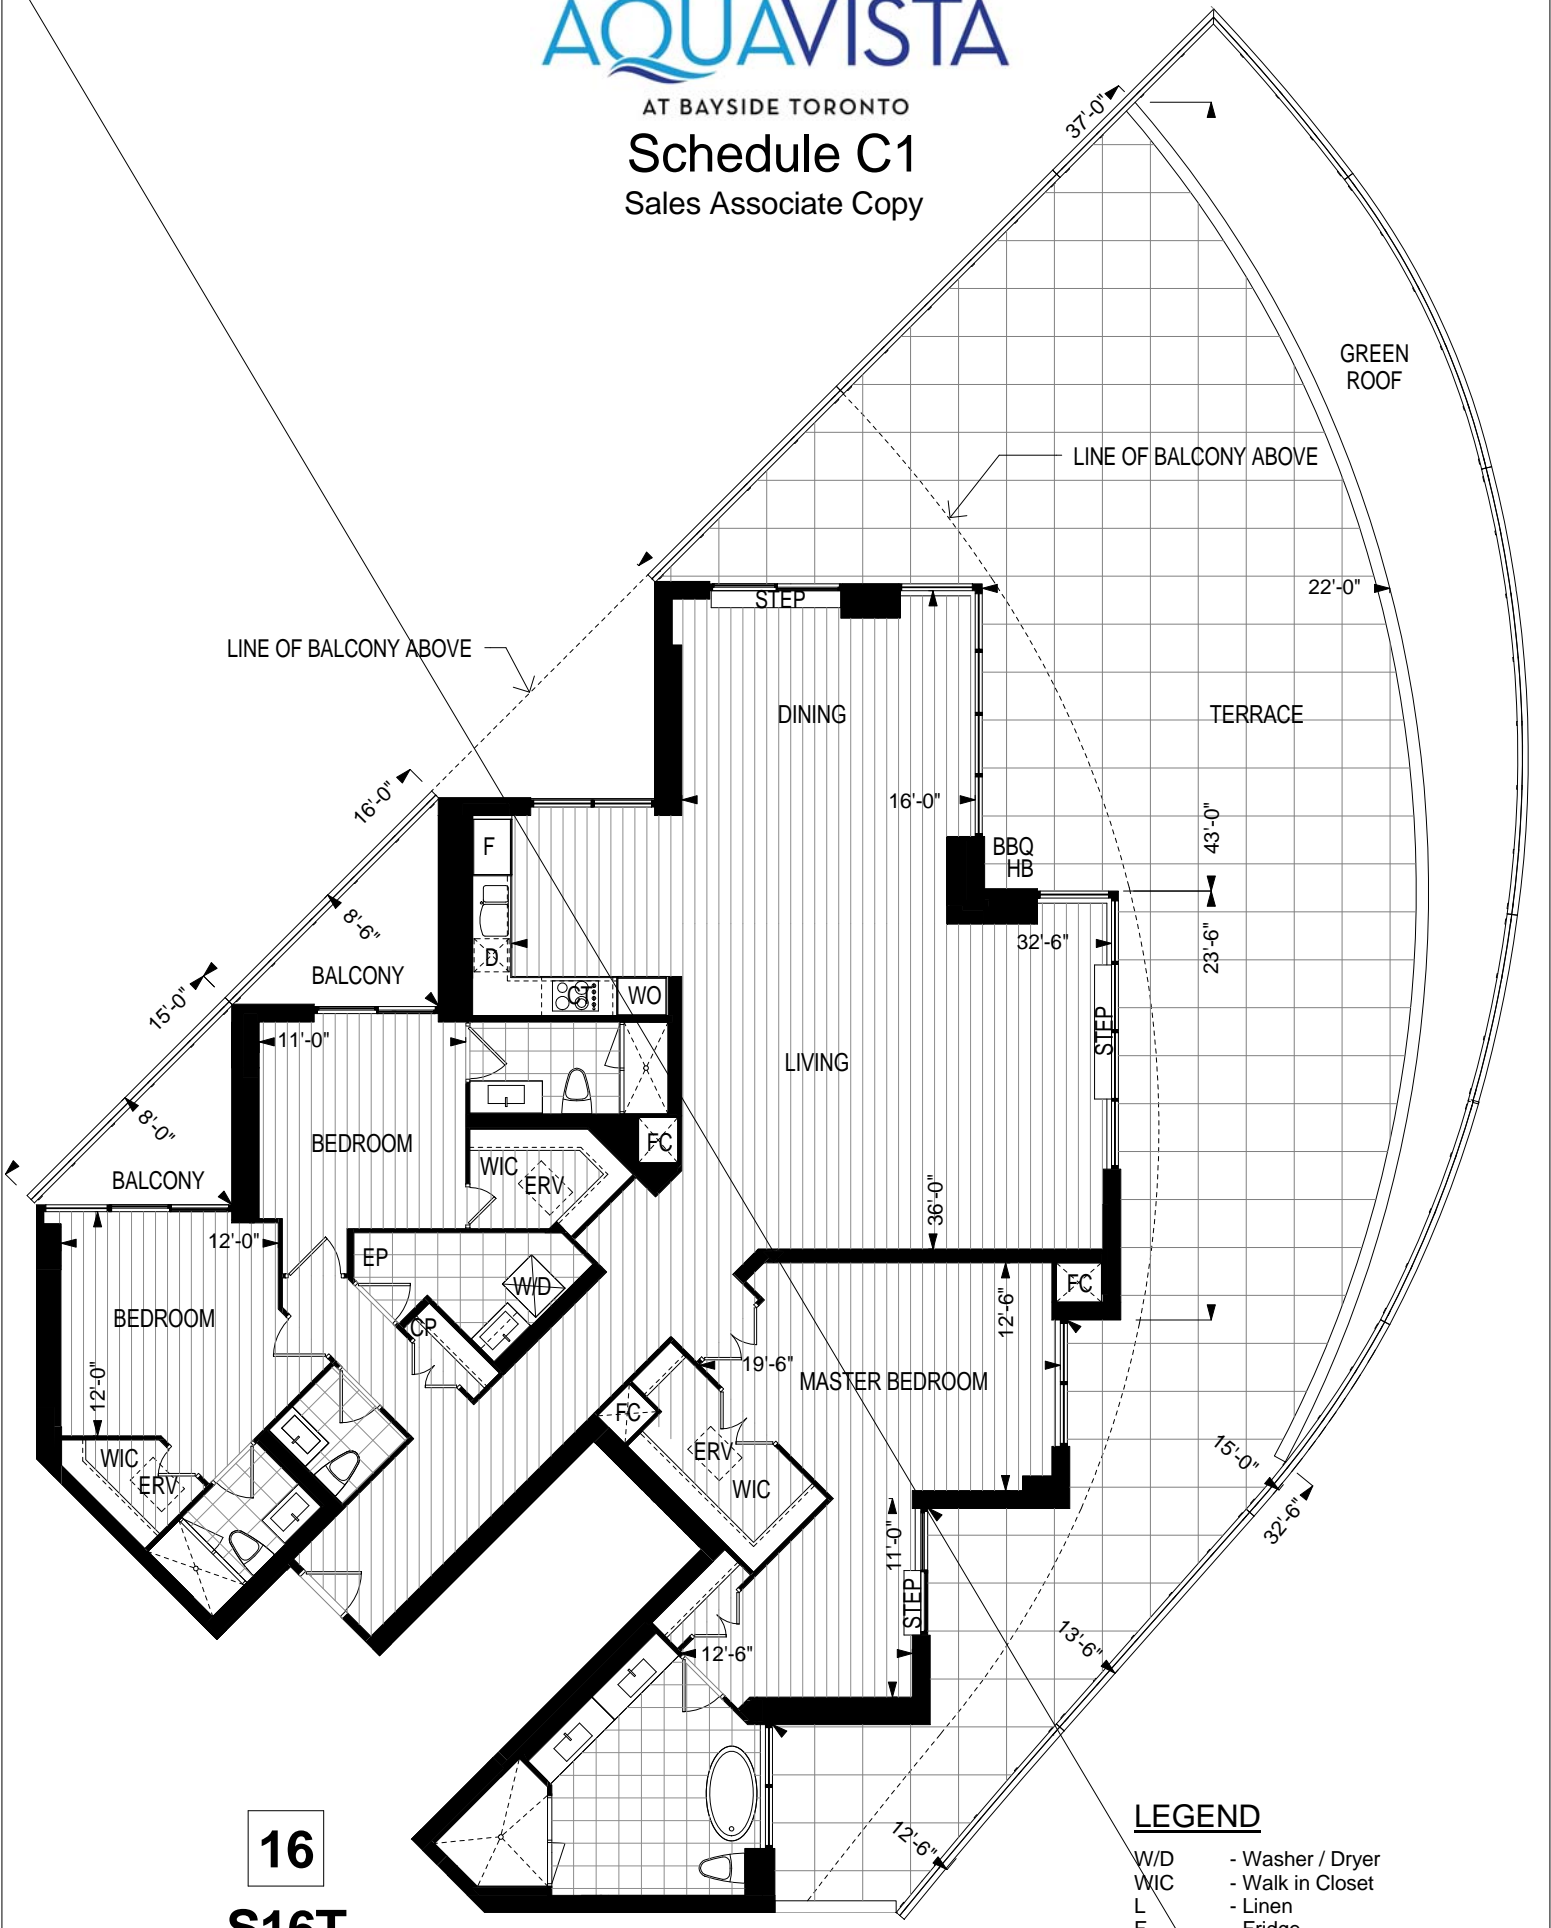 AQUAVISTA
AT BAYSIDE TORONTO
Schedule C1
Sales Associate Copy
37'-0"
GREEN
ROOF
LINE OF BALCONY ABOVE
22'-0"
STEP
LINE OF BALCONY ABOVE
DINING
TERRACE
16'-0"
16'-0"
43'-0"
F
BBQ
HB
8'-6"
32'-6"
23'-6"
D
BALCONY
CT
WO
15'-0"
STEP
11'-0"
LIVING
8'-0"
BEDROOM
FC
WIC
ERV
BALCONY
36'-0"
12'-0"
EP
W/D
FC
BEDROOM
CP
12'-6"
19'-6"
MASTER BEDROOM
12'-0"
FC
ERV
WIC
WIC
ERV
15'-0"
32'-6"
11'-0"
STEP
12'-6"
13'-6"
12'-6"
16
S16T
LEGEND
W/D - Washer / Dryer
WIC - Walk in Closet
L - Linen
F - Fridge